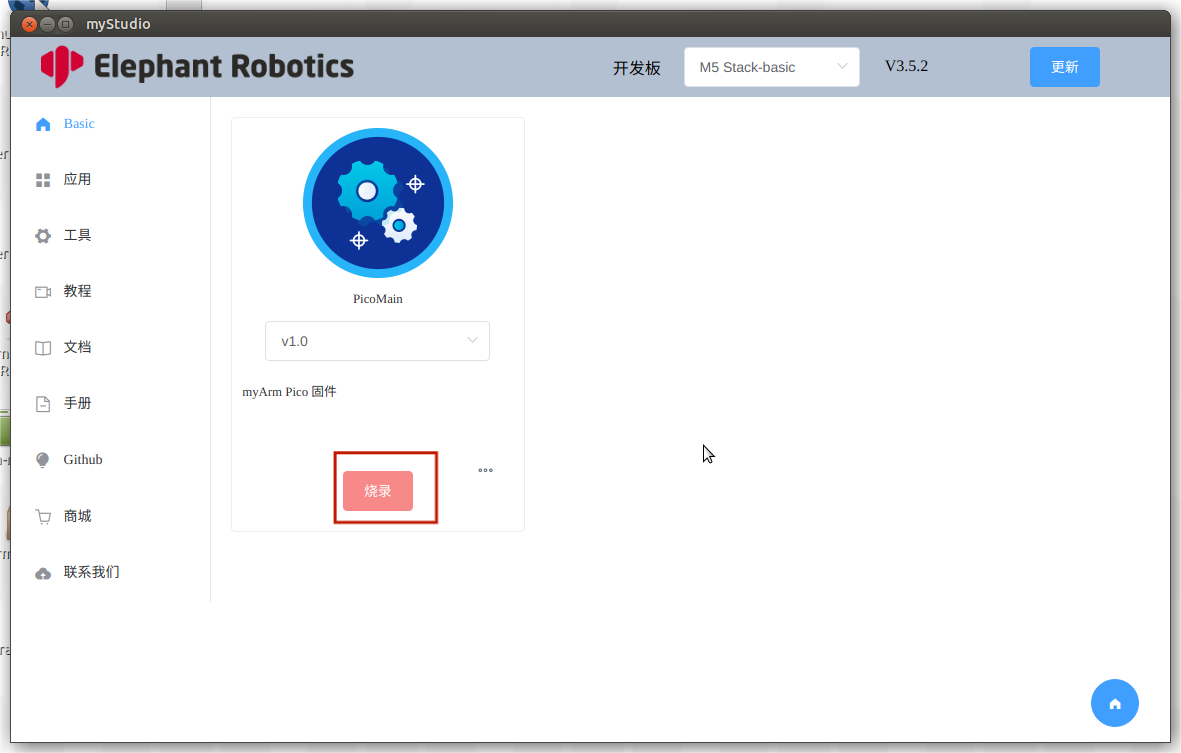 myStudio
Elephant Robotics
开发板
M5 Stack-basic
V3.5.2
更新
Basic
应用
工具
教程
文档
手册
Github
商城
联系我们
PicoMain
v1.0
myArm Pico 固件
烧录